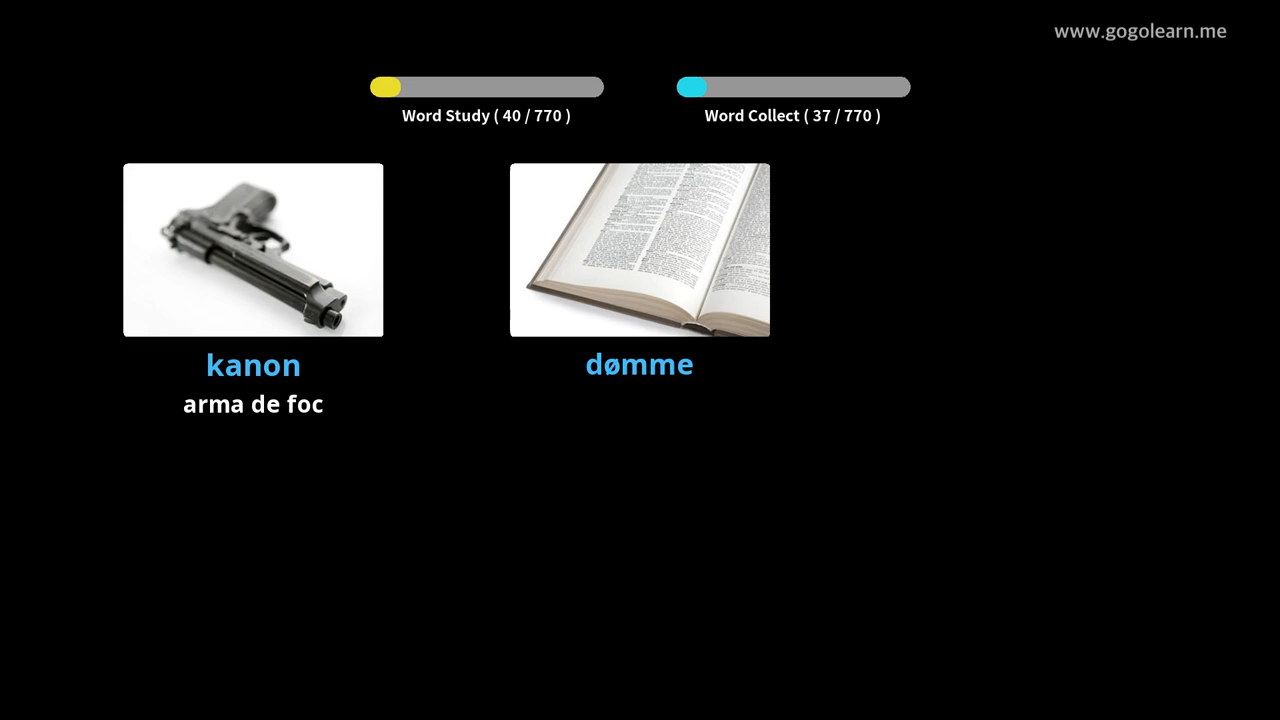 www.gogolearn.me
Word Study ( 40 / 770 )
Word Collect ( 37 / 770 )
kanon
arma de foc
dømme